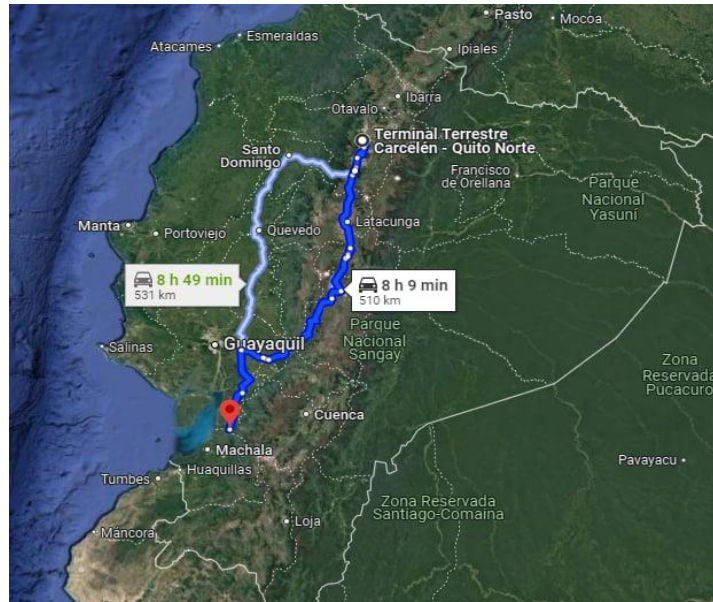 Pasto
Mocoa
Esmeraldas
Atacames
Ipiales
Ibarra
Otavalo
Terminal Terrestre
Carcelén - Quito Norte
Santo
Domingo
Francisco
de Orellana
Parque
Nacional
Yasuní
Manta
Portoviejo
Quevedo
Latacunga
8 h 49 min
531 km
8 h 9 min
510 km
Parque
Nacional
Sangay
Salinas
Guayaquil
Zona
Reservada
Pucacuro
Cuenca
Machala
Huaquillas
Tumbes
Pavayacu
Zona Reservada
Santiago-Comaina
Loja
Máncora